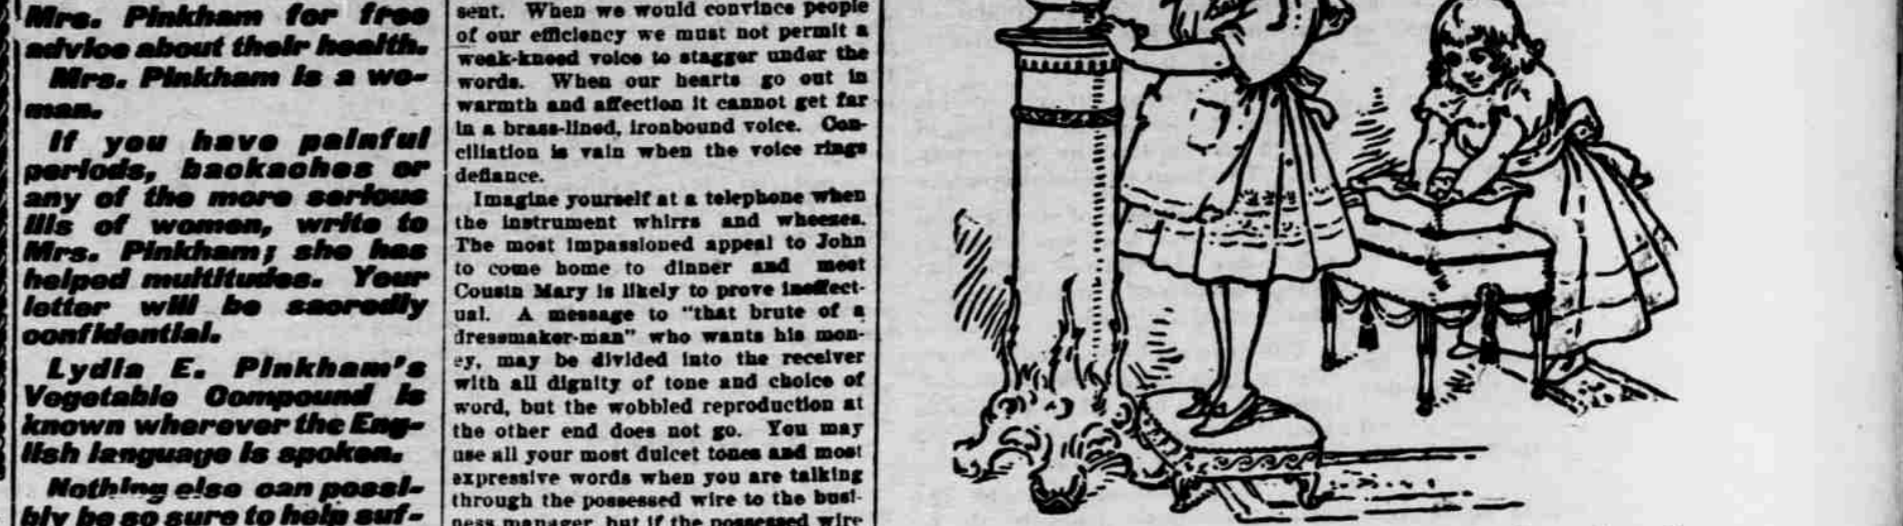 Mrs. Pinkham for free
advice about their health.
Mrs. Pinkham is a wo-
man.
If you have painful
periods, backaches or
any of the more serious
ills of women, write to
Mrs. Pinkham; she has
helped multitudes. Your
letter will be sacredly
confidential.
Lydia E. Pinkham's
Vegetable Compound is
known wherever the Eng-
lish language is spoken.
Nothing else can possi-
bly be so sure to help suf-
sent. When we would convince people
of our efficiency we must not permit a
weak-kneed voice to stagger under the
words. When our hearts go out in
warmth and affection it cannot get far
in a brass-lined, ironbound voice. Con-
ciliation is vain when the voice rings
defiance.
Imagine yourself at a telephone when
the instrument whirrs and wheezes.
The most impassioned appeal to John
to come home to dinner and meet
Cousin Mary is likely to prove ineffect-
ual. A message to "that brute of a
dressmaker-man" who wants his mon-
ey, may be divided into the receiver
with all dignity of tone and choice of
word, but the wobbled reproduction at
the other end does not go. You may
use all your most dulcet tones and most
expressive words when you are talking
through the possessed wire to the busi-
ness manager, but if the possessed wire